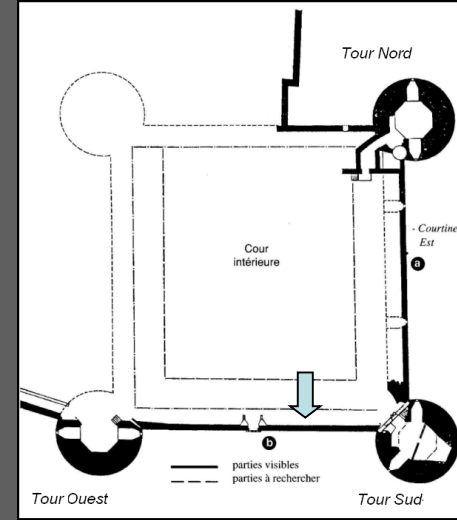 Tour Nord
- Courtine
Est
a
Cour
intérieure
b
parties visibles
parties à rechercher
Tour Ouest
Tour Sud